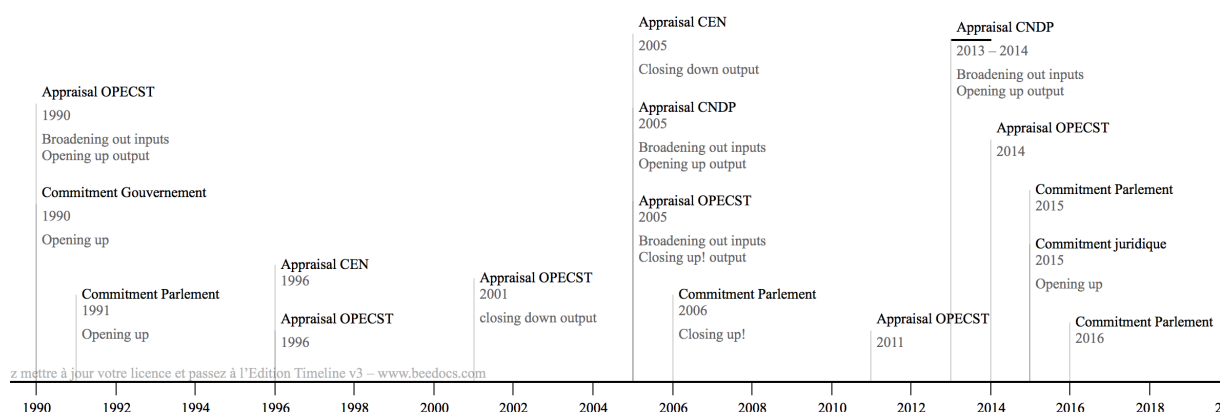 Appraisal OPECST
1990
Broadening out inputs
Opening up output
Commitment Gouvernement
1990
Opening up
Commitment Parlement
1991
Opening up
Appraisal CEN
1996
Appraisal OPECST
1996
Appraisal OPECST
2001
closing down output
Appraisal CEN
2005
Closing down output
Appraisal CNDP
2005
Broadening out inputs
Opening up output
Appraisal OPECST
2005
Broadening out inputs
Closing up! output
Commitment Parlement
2006
Closing up!
Appraisal OPECST
2011
Appraisal CNDP
2013 – 2014
Broadening out inputs
Opening up output
Appraisal OPECST
2014
Commitment Parlement
2015
Commitment juridique
2015
Opening up
Commitment Parlement
2016
z mettre à jour votre licence et passez à l'Edition Timeline v3 – www.beedocs.com
1990 1992 1994 1996 1998 2000 2002 2004 2006 2008 2010 2012 2014 2016 2018 2